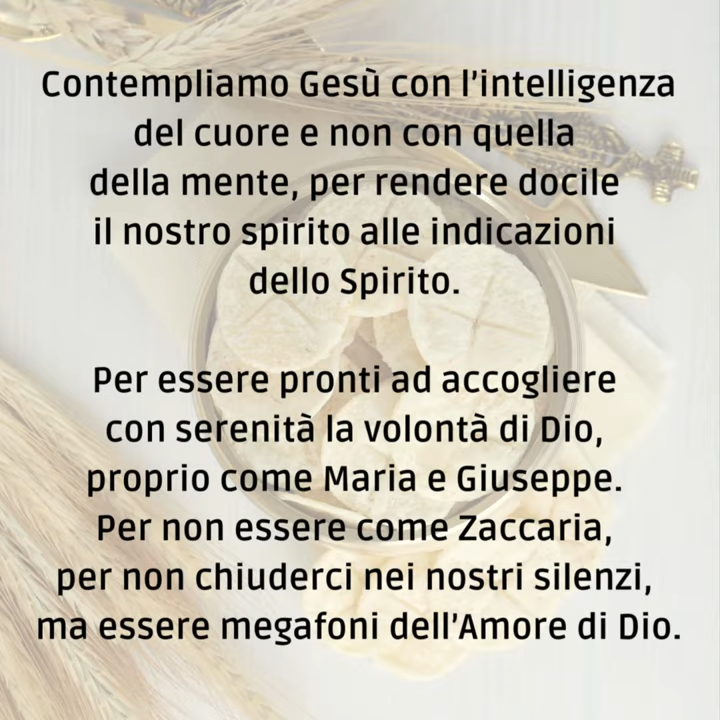 Contempliamo Gesù con l’intelligenza
del cuore e non con quella
della mente, per rendere docile
il nostro spirito alle indicazioni
dello Spirito.
Per essere pronti ad accogliere
con serenità la volontà di Dio,
proprio come Maria e Giuseppe.
Per non essere come Zaccaria,
per non chiuderci nei nostri silenzi,
ma essere megafoni dell’Amore di Dio.